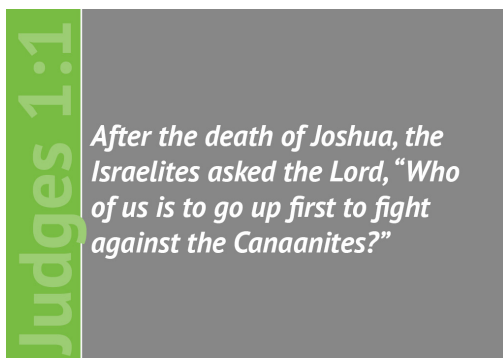 Judges 1:1
After the death of Joshua, the
Israelites asked the Lord, “Who
of us is to go up first to fight
against the Canaanites?”